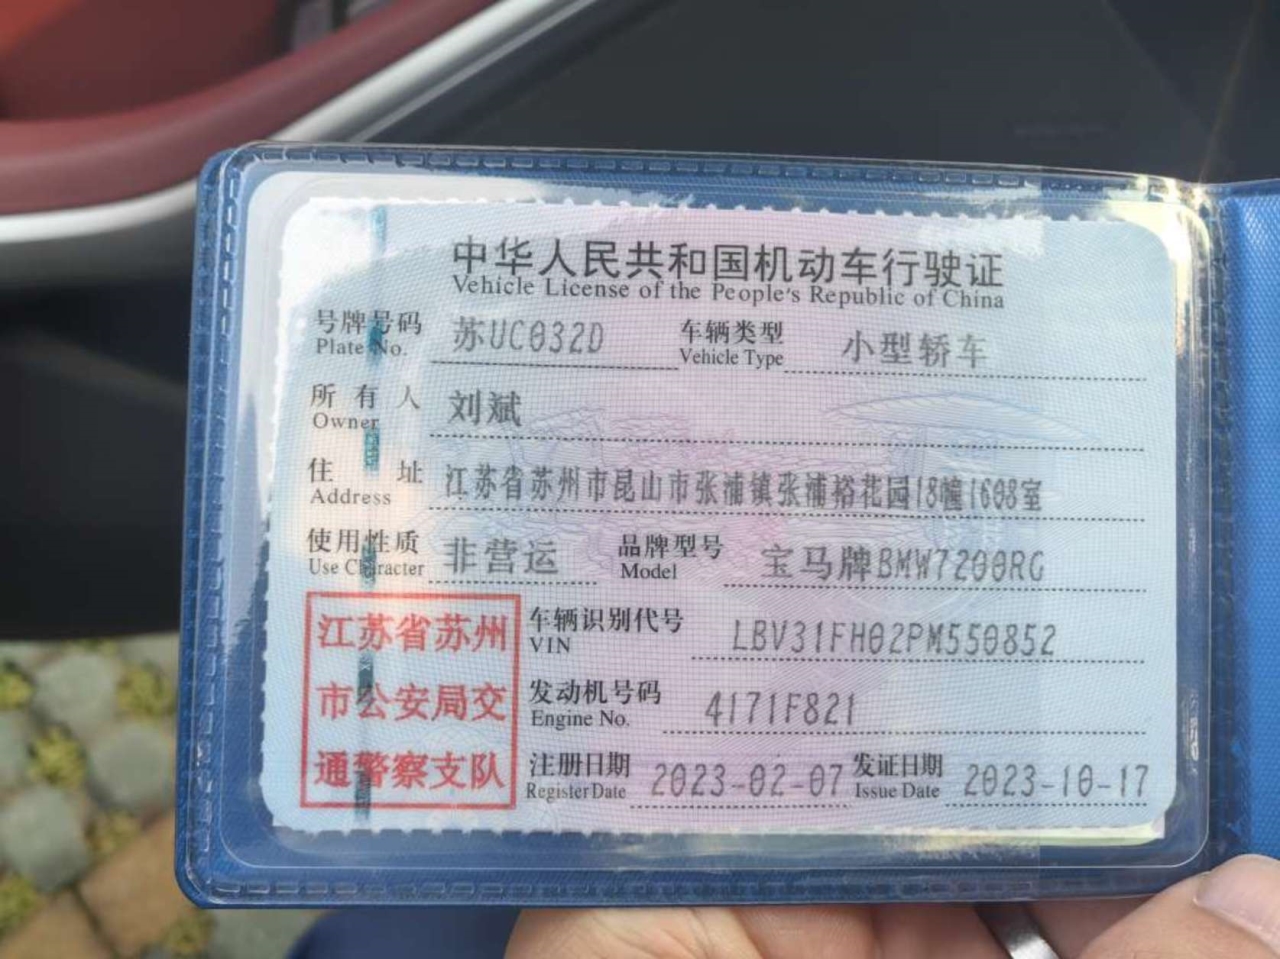 中华人民共和国机动车行驶证
Vehicle License of the People's Republic of China
号牌号码 苏UC032D 车辆类型 小型轿车
Plate No. Vehicle Type
所有人 刘斌
Owner
住址 江苏省苏州市昆山市张浦镇张浦裕花园18幢1608室
Address
使用性质 非营运 品牌型号 宝马牌BMW7200RG
Use Character Model
江苏省苏州
市公安局交
通警察支队
车辆识别代号 LBV31FH02PM550852
VIN
发动机号码 4171F821
Engine No.
注册日期 2023-02-07 发证日期 2023-10-17
Register Date Issue Date